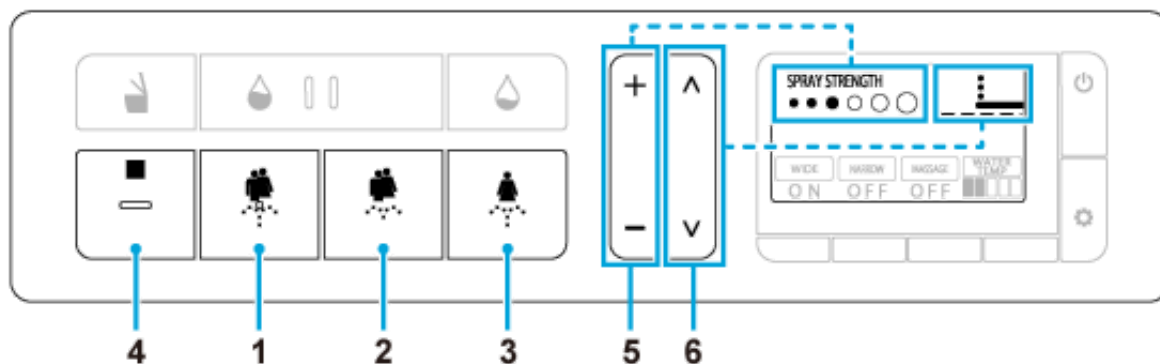 + ∧
SPRAY STRENGTH
WIDE NARROW MASSAGE WATER TEMP
ON OFF OFF
− ∨
4 1 2 3 5 6